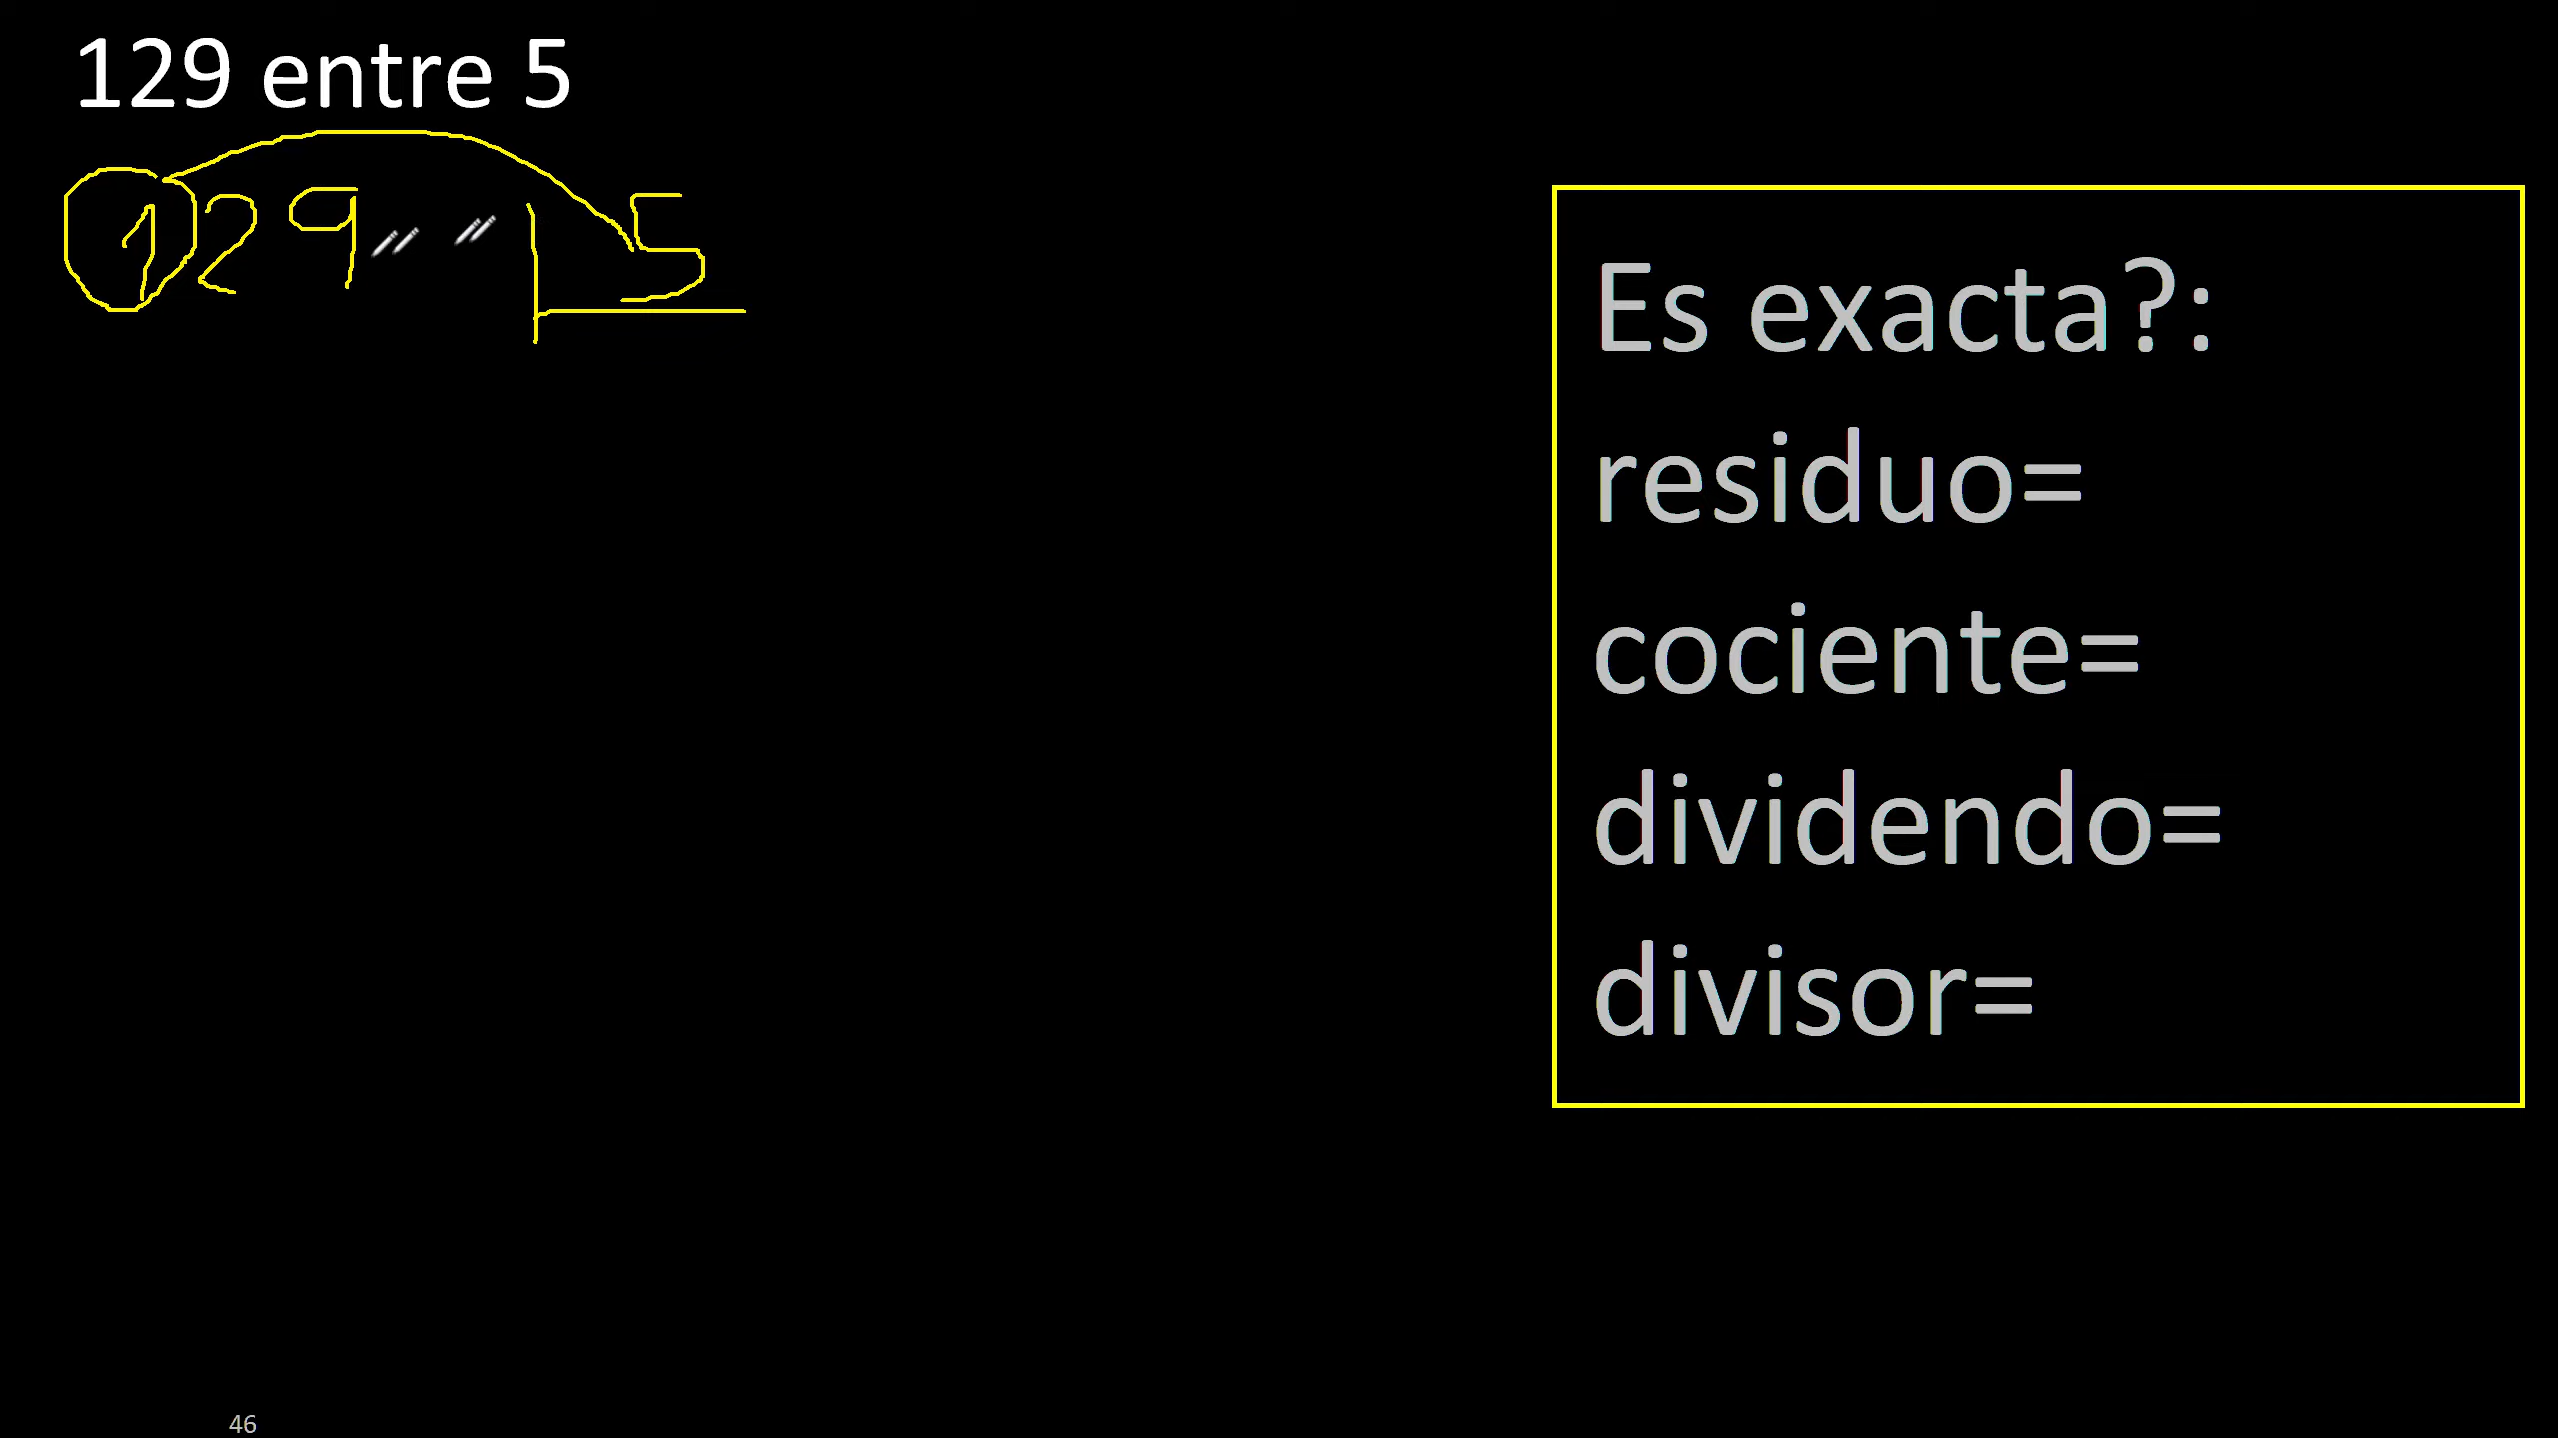 129 entre 5
129 5
Es exacta?:
residuo=
cociente=
dividendo=
divisor=
46